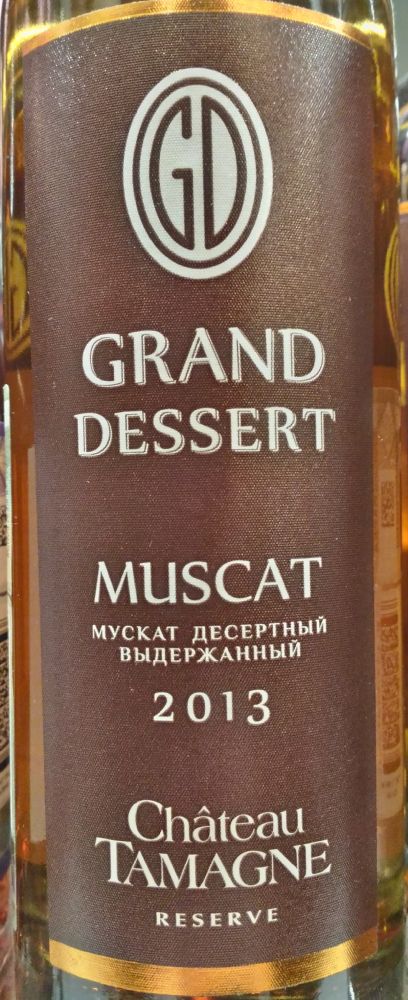 GD
GRAND
DESSERT
MUSCAT
МУСКАТ ДЕСЕРТНЫЙ
ВЫДЕРЖАННЫЙ
2013
Château
TAMAGNE
RESERVE